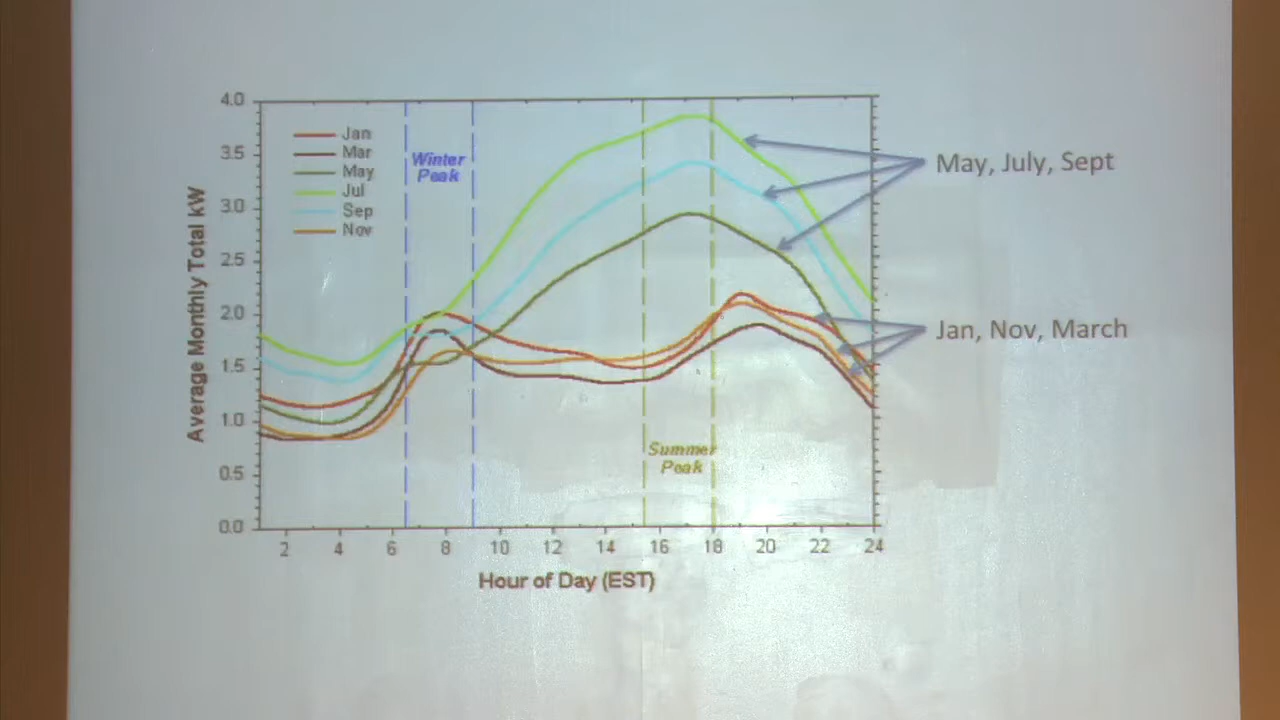 4.0
3.5
3.0
2.5
2.0
1.5
1.0
0.5
0.0
Average Monthly Total kW
Jan
Mar
May
Jul
Sep
Nov
Winter
Peak
Summer
Peak
May, July, Sept
Jan, Nov, March
2 4 6 8 10 12 14 16 18 20 22 24
Hour of Day (EST)